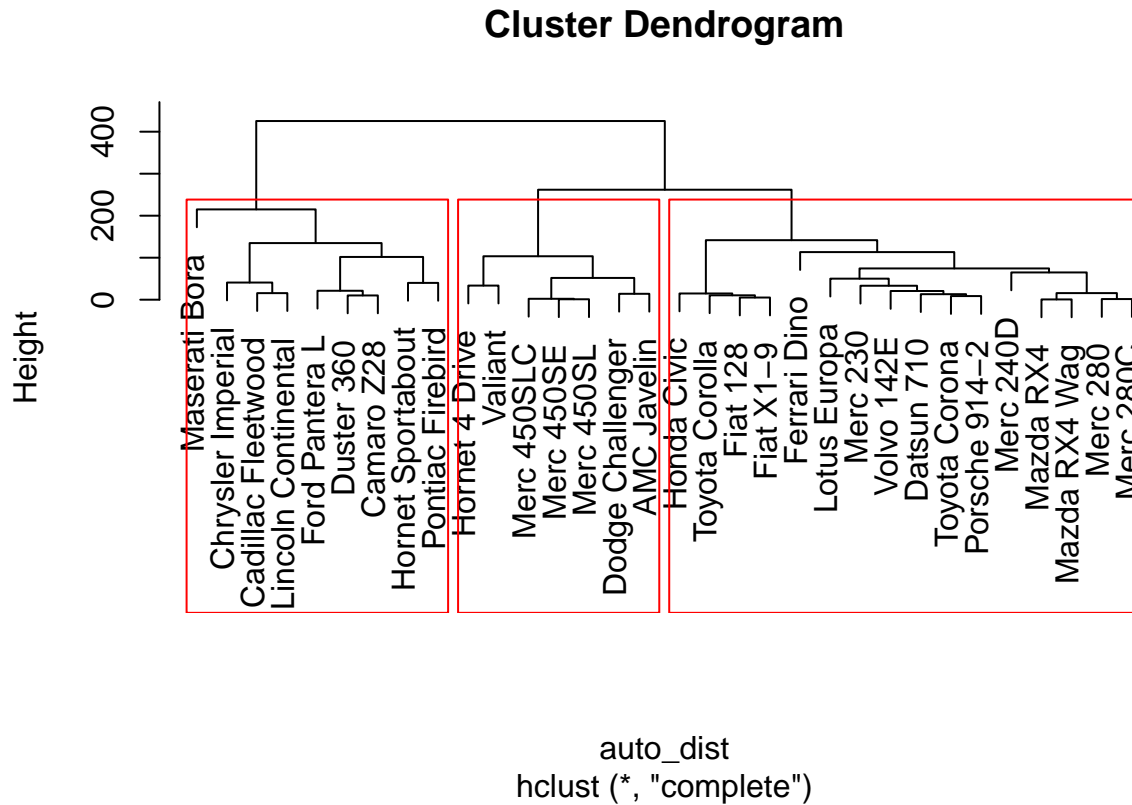 Cluster Dendrogram
Height
0
200
400
Maserati Bora
Chrysler Imperial
Cadillac Fleetwood
Lincoln Continental
Ford Pantera L
Duster 360
Camaro Z28
Hornet Sportabout
Pontiac Firebird
Hornet 4 Drive
Valiant
Merc 450SLC
Merc 450SE
Merc 450SL
Dodge Challenger
AMC Javelin
Honda Civic
Toyota Corolla
Fiat 128
Fiat X1−9
Ferrari Dino
Lotus Europa
Merc 230
Volvo 142E
Datsun 710
Toyota Corona
Porsche 914−2
Merc 240D
Mazda RX4
Mazda RX4 Wag
Merc 280
Merc 280C
auto_dist
hclust (*, "complete")